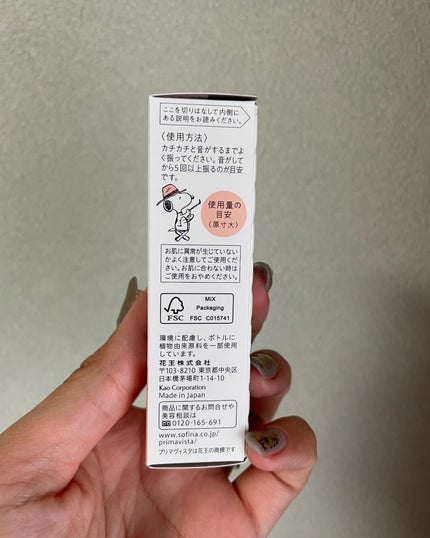 ここを切りはなして内側に
ある説明をお読みください。
〈使用方法〉
カチカチと音がするまでよ
く振ってください。音がして
から5回以上振るのが目安
です。
使用量の
目安
〈原寸大〉
お肌に異常が生じていない
かよく注意してご使用くだ
さい。お肌に合わない時は
ご使用をおやめください。
FSC
MIX
Packaging
FSC C015741
環境に配慮し、ボトルに
植物由来原料を一部使用
しています。
花王株式会社
〒103-8210 東京都中央区
日本橋茅場町1-14-10
Kao Corporation
Made in Japan
商品に関するお問合せや
美容相談は
0120-165-691
www.sofina.co.jp/
primavista/
プリマヴィスタは花王の商標です